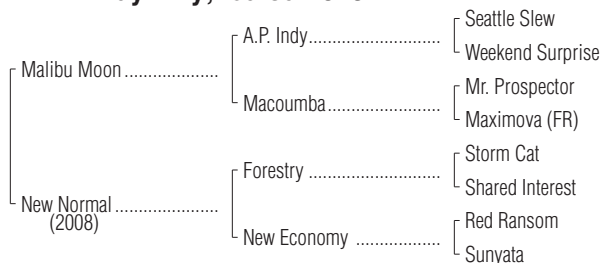 A.P. Indy
Seattle Slew
Weekend Surprise
Malibu Moon
Macoumba
Mr. Prospector
Maximova (FR)
Forestry
Storm Cat
Shared Interest
New Normal
(2008)
New Economy
Red Ransom
Sunyata